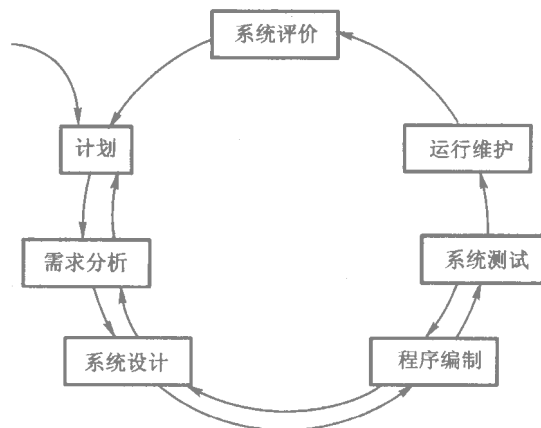 系统评价
计划
运行维护
需求分析
系统测试
系统设计
程序编制